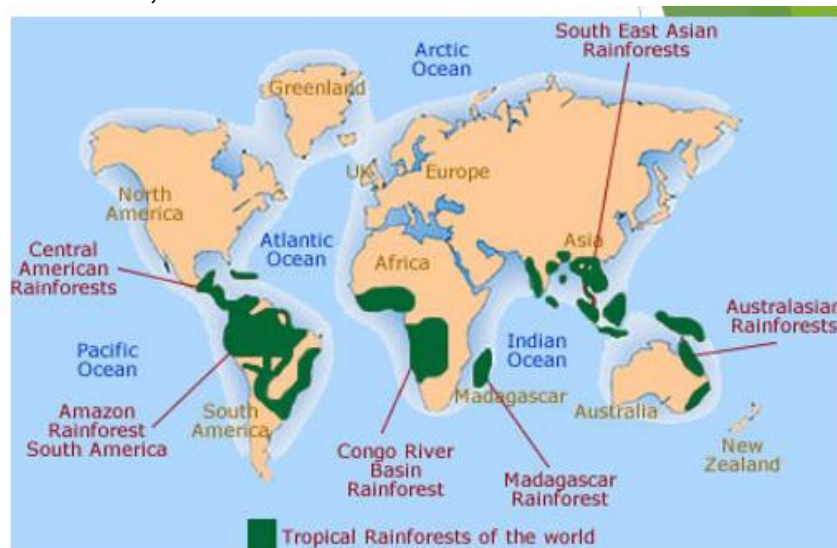 South East Asian
Rainforests
Arctic
Ocean
Greenland
UK
Europe
North
America
Asia
Atlantic
Ocean
Africa
Central
American
Rainforests
Australasian
Rainforests
Indian
Ocean
Pacific
Ocean
Madagascar
Amazon
Rainforest
South America
South
America
Australia
Congo River
Basin
Rainforest
Madagascar
Rainforest
New
Zealand
Tropical Rainforests of the world